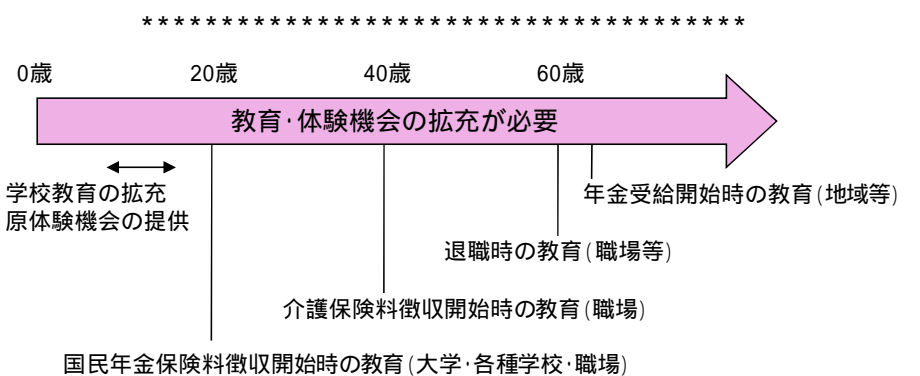 **************************************
0歳
20歳
40歳
60歳
教育・体験機会の拡充が必要
学校教育の拡充
原体験機会の提供
年金受給開始時の教育(地域等)
退職時の教育(職場等)
介護保険料徴収開始時の教育(職場)
国民年金保険料徴収開始時の教育(大学・各種学校・職場)